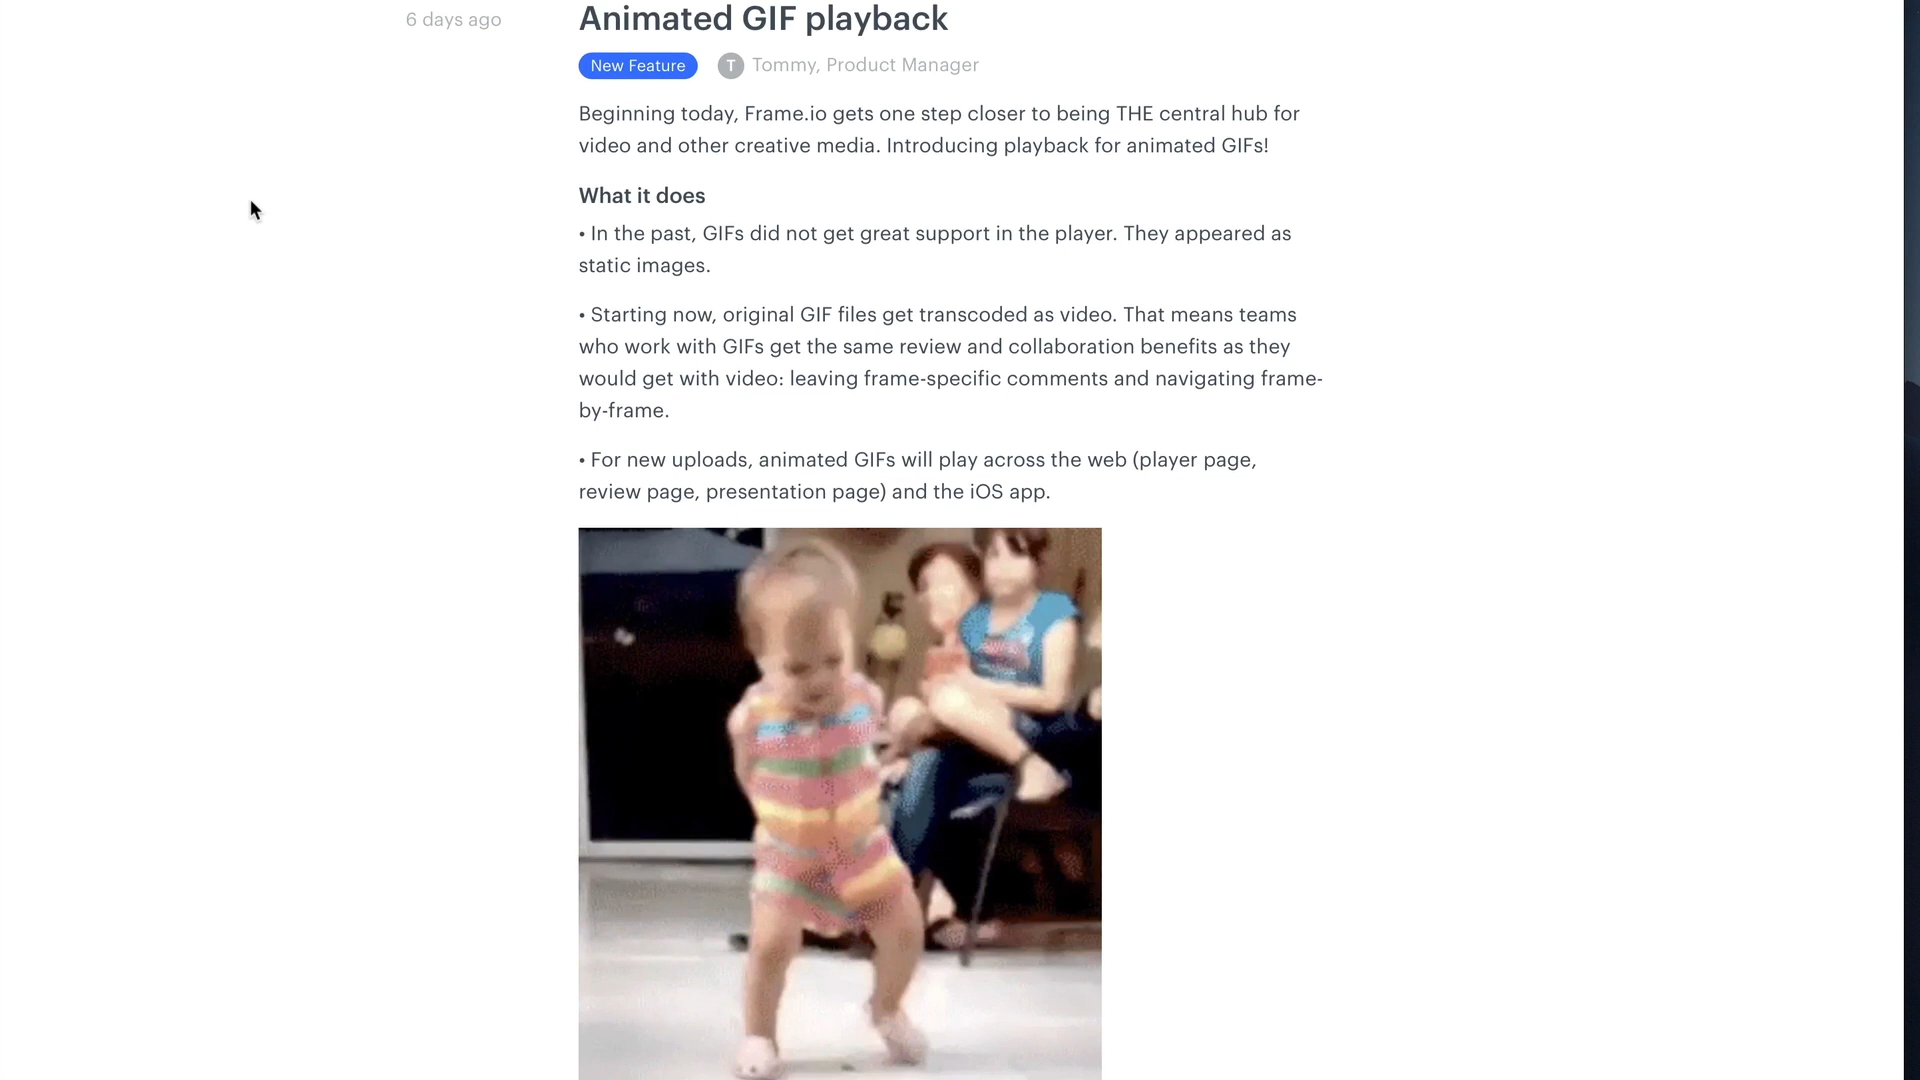 6 days ago
Animated GIF playback
New Feature
T
Tommy, Product Manager
Beginning today, Frame.io gets one step closer to being THE central hub for
video and other creative media. Introducing playback for animated GIFs!
What it does
• In the past, GIFs did not get great support in the player. They appeared as
static images.
• Starting now, original GIF files get transcoded as video. That means teams
who work with GIFs get the same review and collaboration benefits as they
would get with video: leaving frame-specific comments and navigating frame-
by-frame.
• For new uploads, animated GIFs will play across the web (player page,
review page, presentation page) and the iOS app.